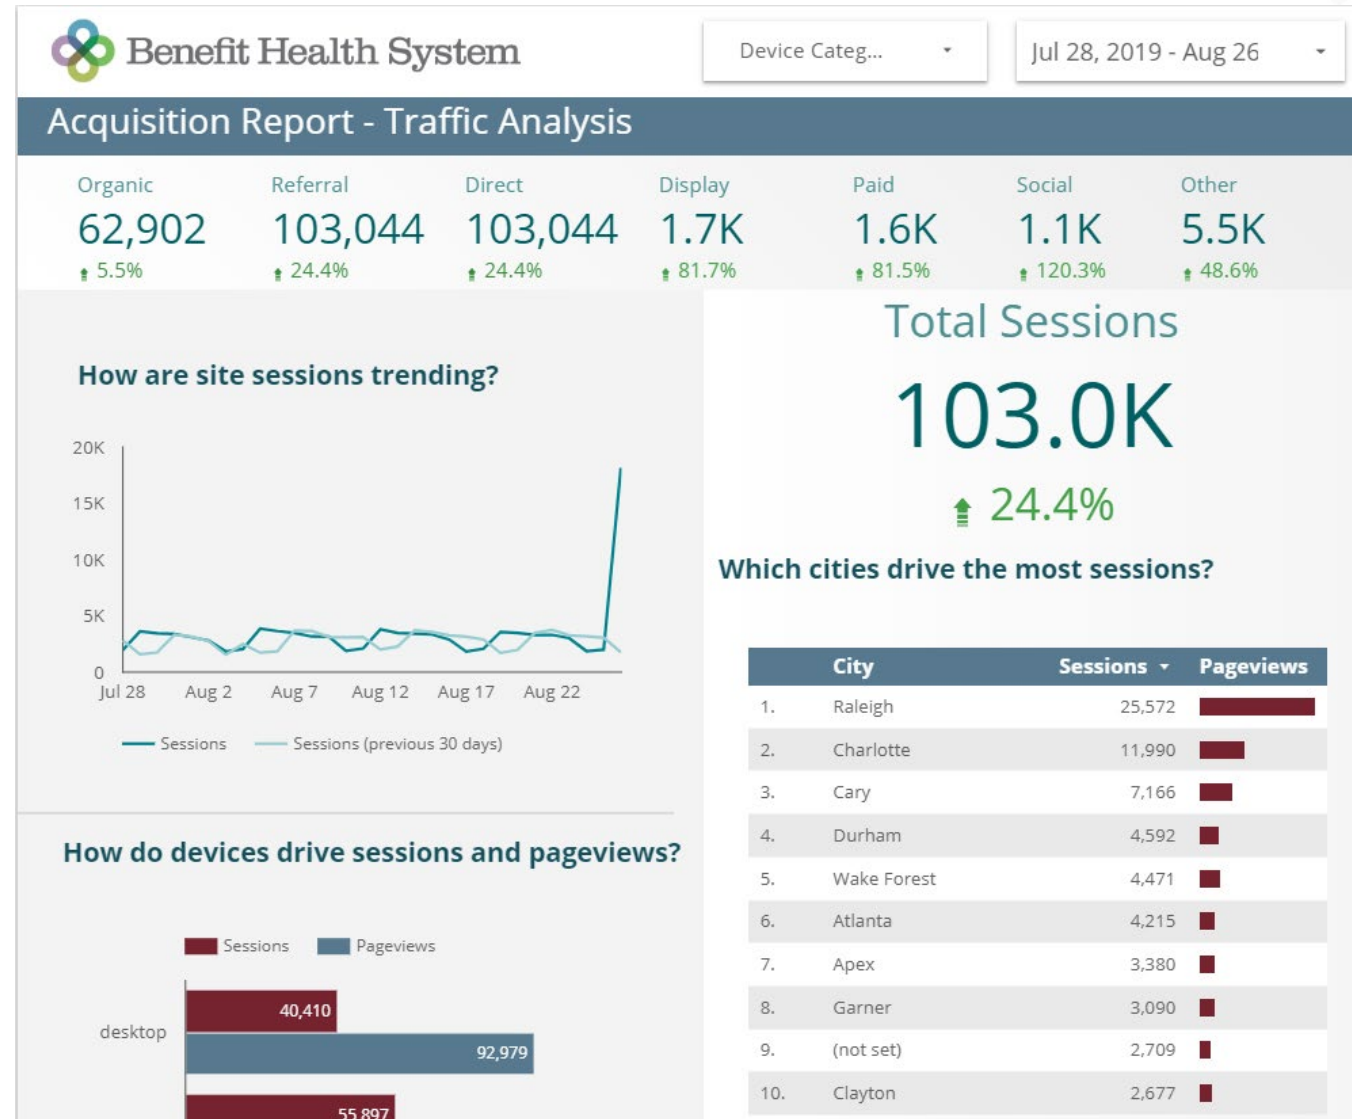 Benefit Health System
Device Categ...
Jul 28, 2019 - Aug 26
Acquisition Report - Traffic Analysis
Organic Referral Direct Display Paid Social Other
62,902 103,044 103,044 1.7K 1.6K 1.1K 5.5K
5.5% 24.4% 24.4% 81.7% 81.5% 120.3% 48.6%
How are site sessions trending?
20K
15K
10K
5K
0
Jul 28 Aug 2 Aug 7 Aug 12 Aug 17 Aug 22
Sessions Sessions (previous 30 days)
Total Sessions
103.0K
24.4%
Which cities drive the most sessions?
City Sessions Pageviews
1. Raleigh 25,572
2. Charlotte 11,990
3. Cary 7,166
4. Durham 4,592
5. Wake Forest 4,471
6. Atlanta 4,215
7. Apex 3,380
8. Garner 3,090
9. (not set) 2,709
10. Clayton 2,677
How do devices drive sessions and pageviews?
Sessions Pageviews
desktop
40,410
92,979
55,897